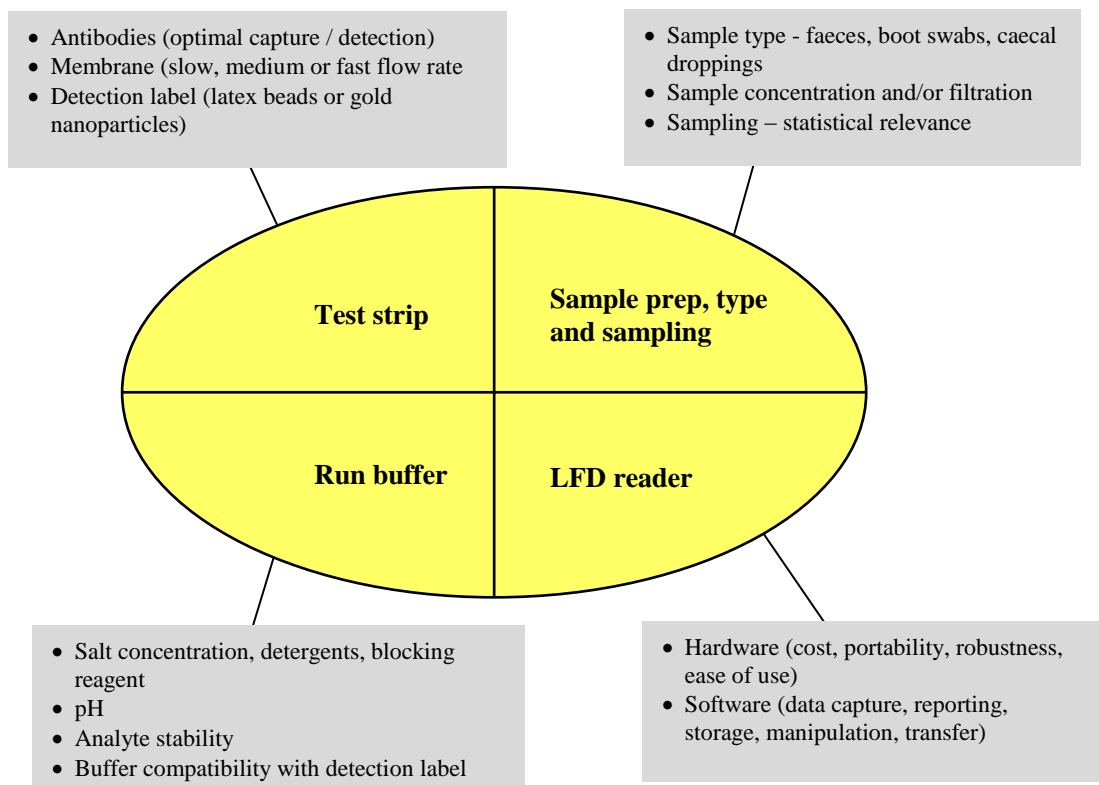 • Antibodies (optimal capture / detection)
• Membrane (slow, medium or fast flow rate
• Detection label (latex beads or gold
nanoparticles)
• Sample type - faeces, boot swabs, caecal
droppings
• Sample concentration and/or filtration
• Sampling – statistical relevance
Test strip
Sample prep, type
and sampling
Run buffer
LFD reader
• Salt concentration, detergents, blocking
reagent
• pH
• Analyte stability
• Buffer compatibility with detection label
• Hardware (cost, portability, robustness,
ease of use)
• Software (data capture, reporting,
storage, manipulation, transfer)